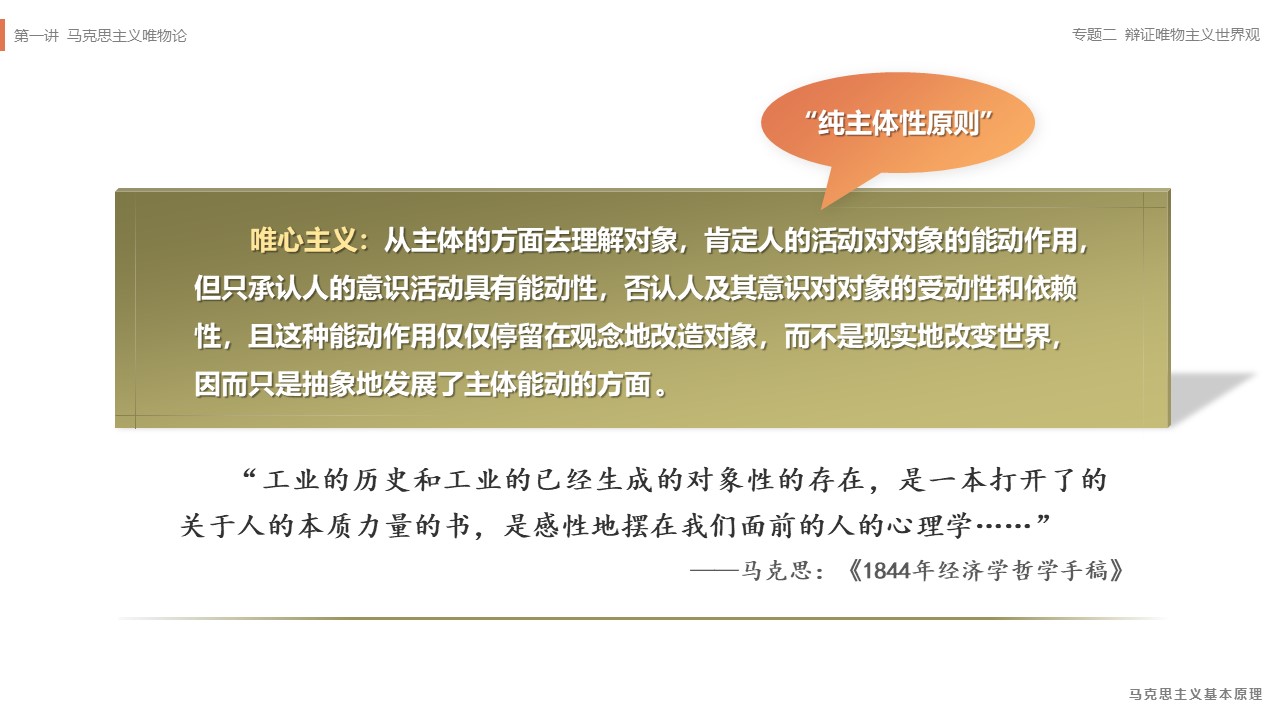 第一讲 马克思主义唯物论
专题二 辩证唯物主义世界观
“纯主体性原则”
唯心主义：从主体的方面去理解对象，肯定人的活动对对象的能动作用，
但只承认人的意识活动具有能动性，否认人及其意识对对象的受动性和依赖
性，且这种能动作用仅仅停留在观念地改造对象，而不是现实地改变世界，
因而只是抽象地发展了主体能动的方面。
“工业的历史和工业的已经生成的对象性的存在，是一本打开了的
关于人的本质力量的书，是感性地摆在我们面前的人的心理学……”
——马克思：《1844年经济学哲学手稿》
马克思主义基本原理